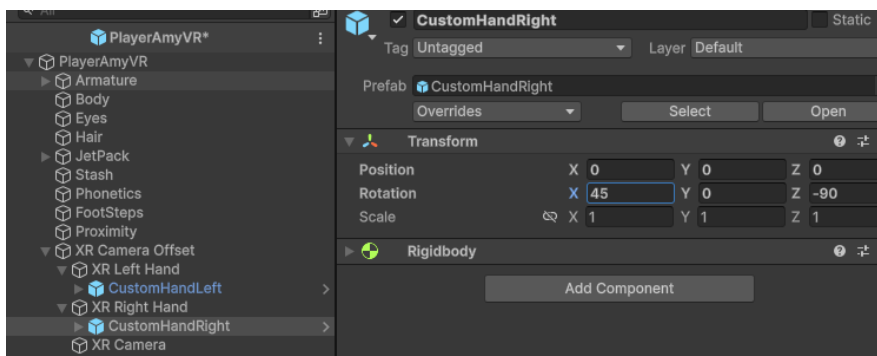 All
PlayerAmyVR*
PlayerAmyVR
Armature
Body
Eyes
Hair
JetPack
Stash
Phonetics
FootSteps
Proximity
XR Camera Offset
XR Left Hand
CustomHandLeft
XR Right Hand
CustomHandRight
XR Camera
CustomHandRight Static
Tag Untagged Layer Default
Prefab CustomHandRight
Overrides Select Open
Transform
Position X 0 Y 0 Z 0
Rotation X 45 Y 0 Z -90
Scale X 1 Y 1 Z 1
Rigidbody
Add Component